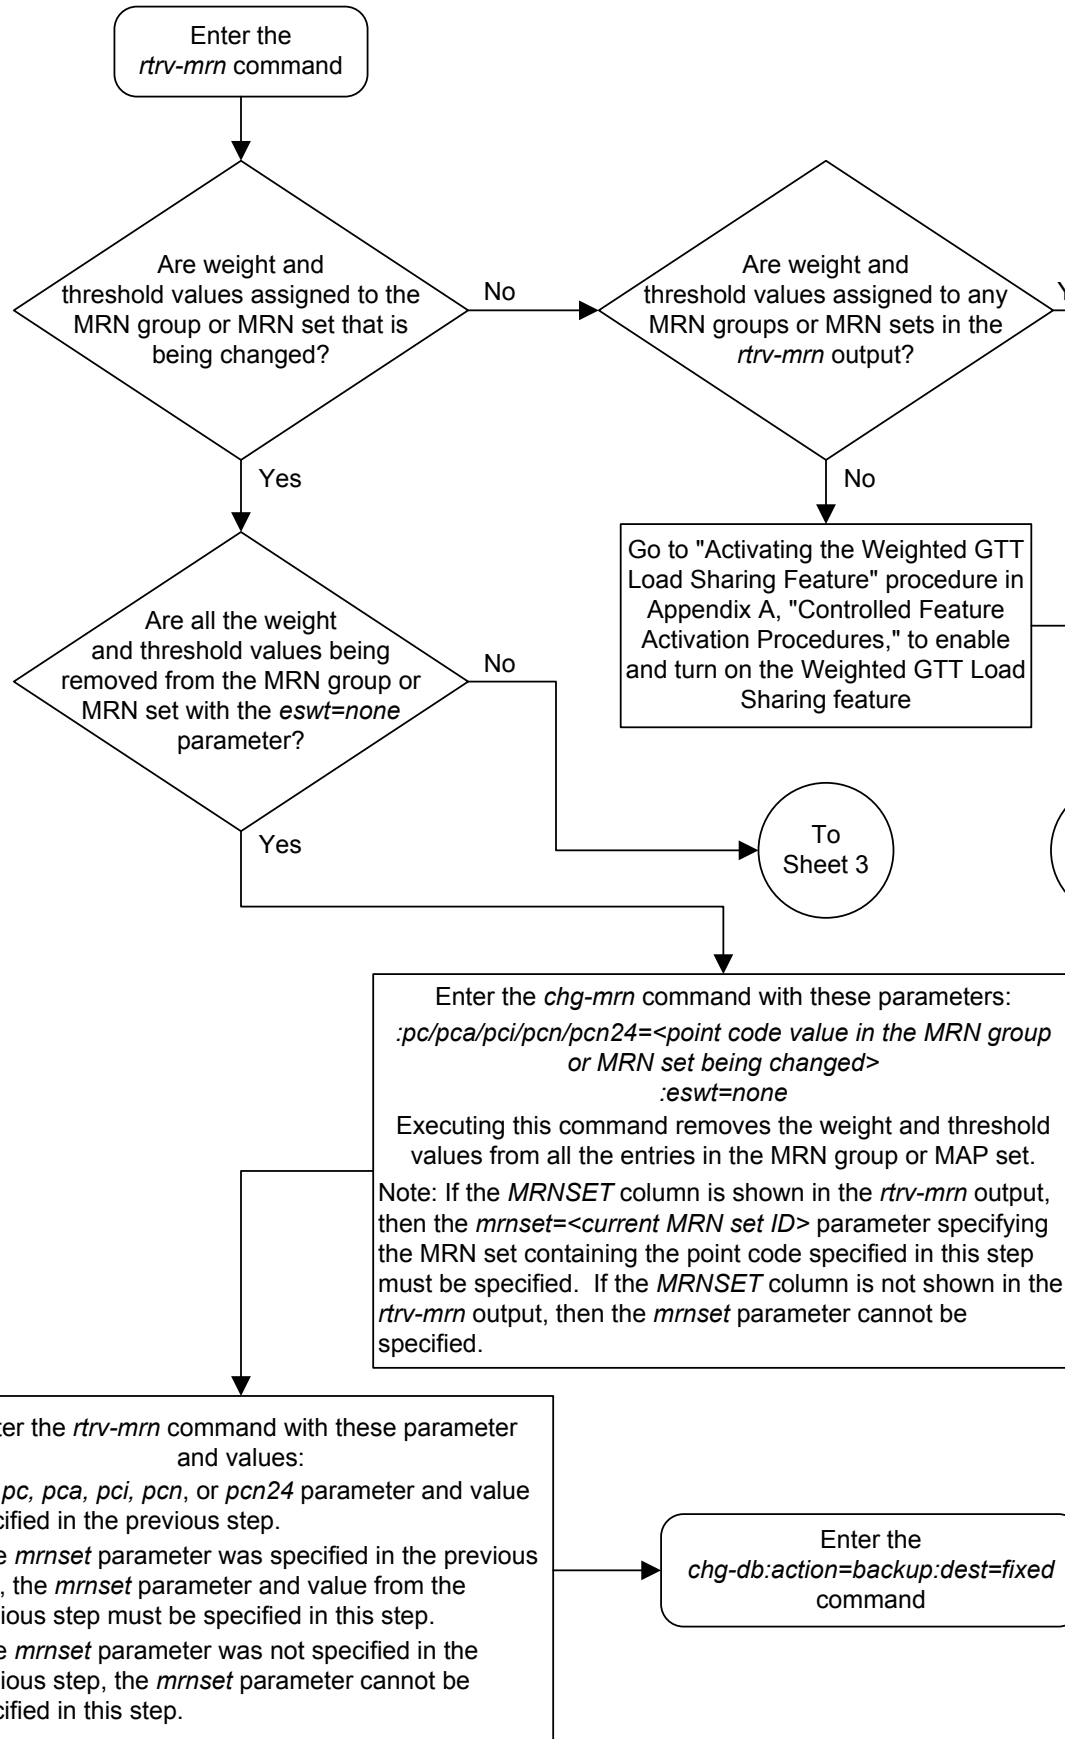 Enter the
rtrv-mrn command
Are weight and
threshold values assigned to the
MRN group or MRN set that is
being changed?
No
Are weight and
threshold values assigned to any
MRN groups or MRN sets in the
rtrv-mrn output?
Yes
No
Go to "Activating the Weighted GTT
Load Sharing Feature" procedure in
Appendix A, "Controlled Feature
Activation Procedures," to enable
and turn on the Weighted GTT Load
Sharing feature
Are all the weight
and threshold values being
removed from the MRN group or
MRN set with the eswt=none
parameter?
No
Yes
To
Sheet 3
Enter the chg-mrn command with these parameters:
:pc/pca/pci/pcn/pcn24=<point code value in the MRN group
or MRN set being changed>
:eswt=none
Executing this command removes the weight and threshold
values from all the entries in the MRN group or MAP set.
Note: If the MRNSET column is shown in the rtrv-mrn output,
then the mrnset=<current MRN set ID> parameter specifying
the MRN set containing the point code specified in this step
must be specified.  If the MRNSET column is not shown in the
rtrv-mrn output, then the mrnset parameter cannot be
specified.
the rtrv-mrn command with these parameter
and values:
pc, pca, pci, pcn, or pcn24 parameter and value
in the previous step.
mrnset parameter was specified in the previous
, the mrnset parameter and value from the
step must be specified in this step.
mrnset parameter was not specified in the
step, the mrnset parameter cannot be
in this step.
Enter the
chg-db:action=backup:dest=fixed
command